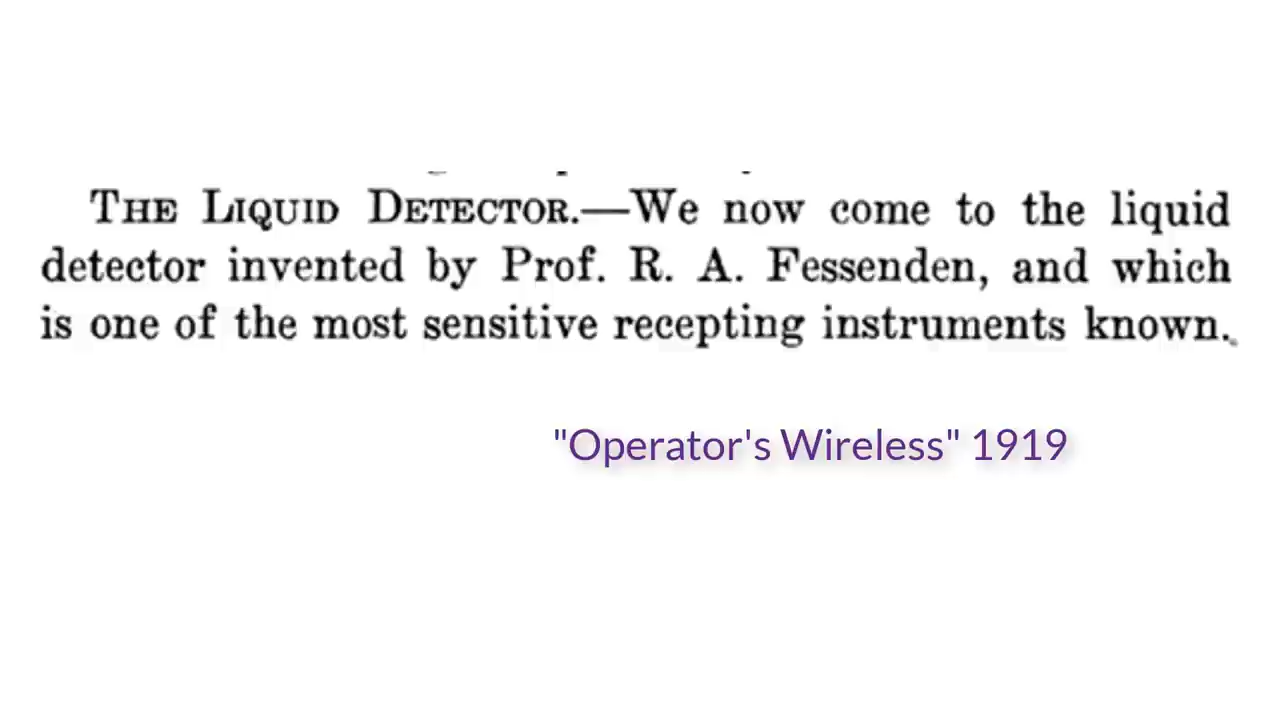 THE LIQUID DETECTOR.—We now come to the liquid
detector invented by Prof. R. A. Fessenden, and which
is one of the most sensitive recepting instruments known.
"Operator's Wireless" 1919